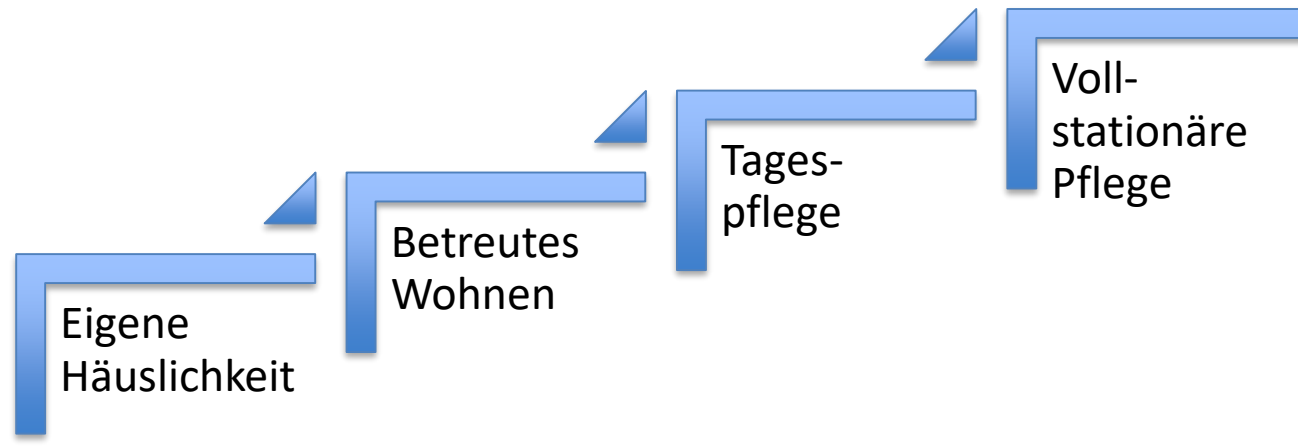 Eigene
Häuslichkeit
Betreutes
Wohnen
Tages-
pflege
Voll-
stationäre
Pflege